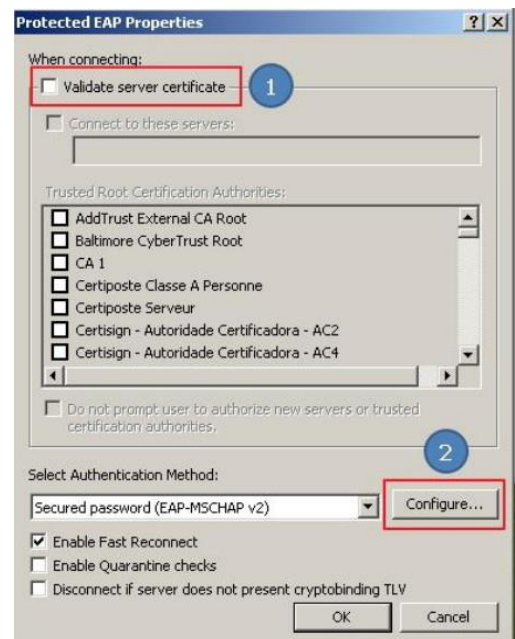 Protected EAP Properties
When connecting:
Validate server certificate
1
Connect to these servers:
Trusted Root Certification Authorities:
AddTrust External CA Root
Baltimore CyberTrust Root
CA 1
Certiposte Classe A Personne
Certiposte Serveur
Certisign - Autoridade Certificadora - AC2
Certisign - Autoridade Certificadora - AC4
Do not prompt user to authorize new servers or trusted
certification authorities.
2
Select Authentication Method:
Secured password (EAP-MSCHAP v2)
Configure...
Enable Fast Reconnect
Enable Quarantine checks
Disconnect if server does not present cryptobinding TLV
OK
Cancel